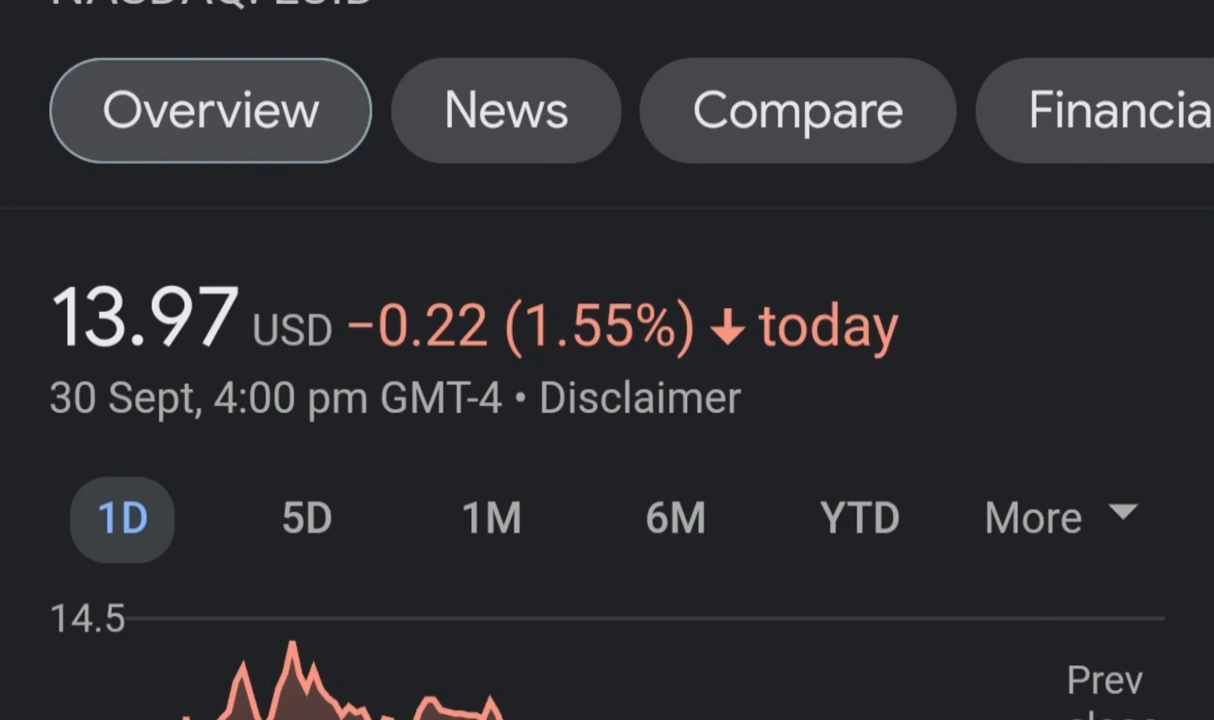 Overview News Compare Financia
13.97 USD −0.22 (1.55%) ↓ today
30 Sept, 4:00 pm GMT-4 • Disclaimer
1D 5D 1M 6M YTD More
14.5
Prev